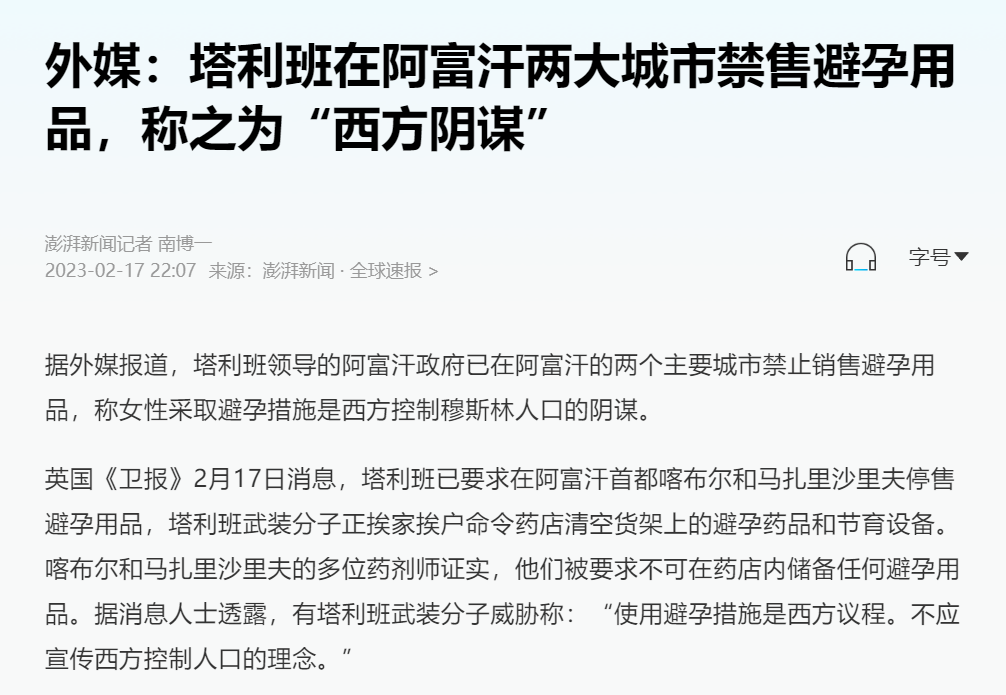 外媒：塔利班在阿富汗两大城市禁售避孕用
品，称之为“西方阴谋”
澎湃新闻记者 南博一
2023-02-17 22:07 来源：澎湃新闻 · 全球速报 >
字号
据外媒报道，塔利班领导的阿富汗政府已在阿富汗的两个主要城市禁止销售避孕用
品，称女性采取避孕措施是西方控制穆斯林人口的阴谋。
英国《卫报》2月17日消息，塔利班已要求在阿富汗首都喀布尔和马扎里沙里夫停售
避孕用品，塔利班武装分子正挨家挨户命令药店清空货架上的避孕药品和节育设备。
喀布尔和马扎里沙里夫的多位药剂师证实，他们被要求不可在药店内储备任何避孕用
品。据消息人士透露，有塔利班武装分子威胁称：“使用避孕措施是西方议程。不应
宣传西方控制人口的理念。”